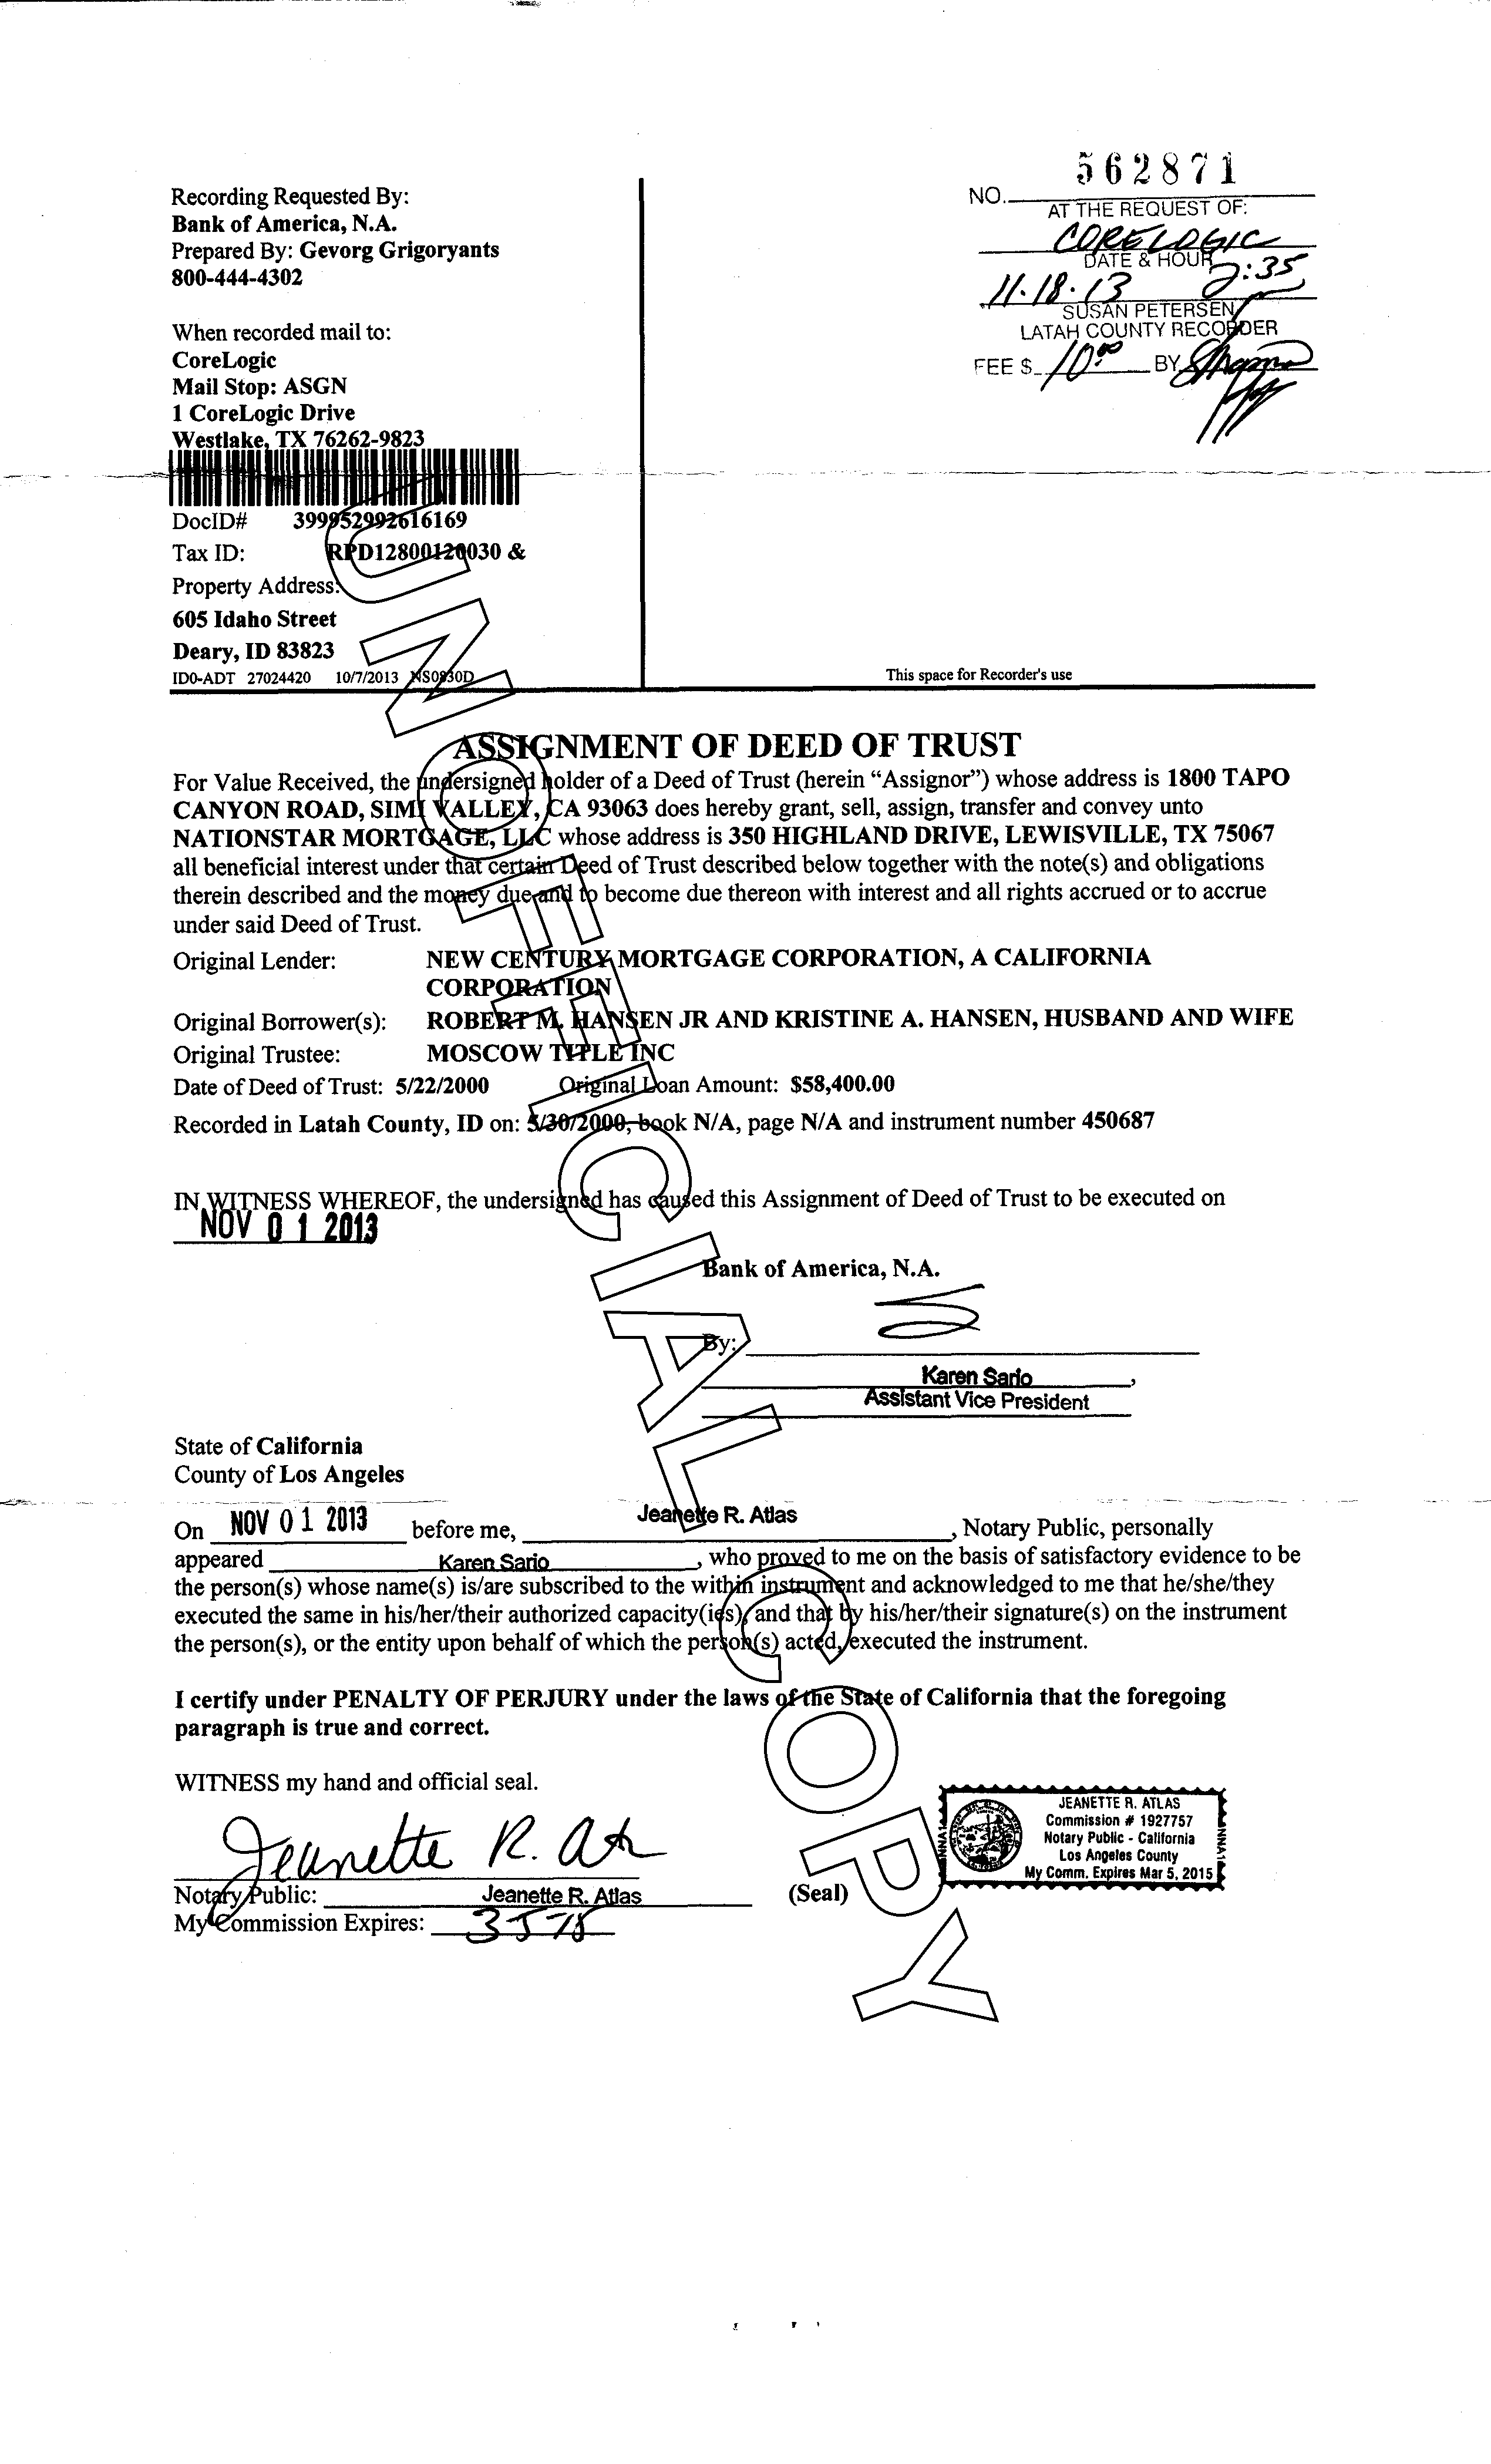 Recording Requested By:
Bank of America, N.A.
Prepared By: Gevorg Grigoryants
800-444-4302
When recorded mail to:
CoreLogic
Mail Stop: ASGN
1 CoreLogic Drive
Westlake, TX 76262-9823
DocID# 399952992616169
Tax ID: RPD12800120030 &
Property Address:
605 Idaho Street
Deary, ID 83823
ID0-ADT 27024420 10/7/2013 NS0830D
562871
NO.
AT THE REQUEST OF:
CORELOGIC
DATE & HOUR
11.18.13 2:35
SUSAN PETERSEN
LATAH COUNTY RECORDER
FEE $ 10.00 BY
This space for Recorder's use
ASSIGNMENT OF DEED OF TRUST
For Value Received, the undersigned holder of a Deed of Trust (herein “Assignor”) whose address is 1800 TAPO
CANYON ROAD, SIMI VALLEY, CA 93063 does hereby grant, sell, assign, transfer and convey unto
NATIONSTAR MORTGAGE, LLC whose address is 350 HIGHLAND DRIVE, LEWISVILLE, TX 75067
all beneficial interest under that certain Deed of Trust described below together with the note(s) and obligations
therein described and the money due and to become due thereon with interest and all rights accrued or to accrue
under said Deed of Trust.
Original Lender: NEW CENTURY MORTGAGE CORPORATION, A CALIFORNIA
CORPORATION
Original Borrower(s): ROBERT M. HANSEN JR AND KRISTINE A. HANSEN, HUSBAND AND WIFE
Original Trustee: MOSCOW TITLE INC
Date of Deed of Trust: 5/22/2000 Original Loan Amount: $58,400.00
Recorded in Latah County, ID on: 5/30/2000, book N/A, page N/A and instrument number 450687
IN WITNESS WHEREOF, the undersigned has caused this Assignment of Deed of Trust to be executed on
NOV 01 2013
Bank of America, N.A.
By:
Karen Sario,
Assistant Vice President
State of California
County of Los Angeles
On NOV 01 2013 before me, Jeanette R. Atlas, Notary Public, personally
appeared Karen Sario, who proved to me on the basis of satisfactory evidence to be
the person(s) whose name(s) is/are subscribed to the within instrument and acknowledged to me that he/she/they
executed the same in his/her/their authorized capacity(ies), and that by his/her/their signature(s) on the instrument
the person(s), or the entity upon behalf of which the person(s) acted, executed the instrument.
I certify under PENALTY OF PERJURY under the laws of the State of California that the foregoing
paragraph is true and correct.
WITNESS my hand and official seal.
Jeanette R. Atlas
Notary Public: Jeanette R. Atlas (Seal)
My Commission Expires: 3-5-15
JEANETTE R. ATLAS
Commission # 1927757
Notary Public - California
Los Angeles County
My Comm. Expires Mar 5, 2015
UNOFFICIAL COPY